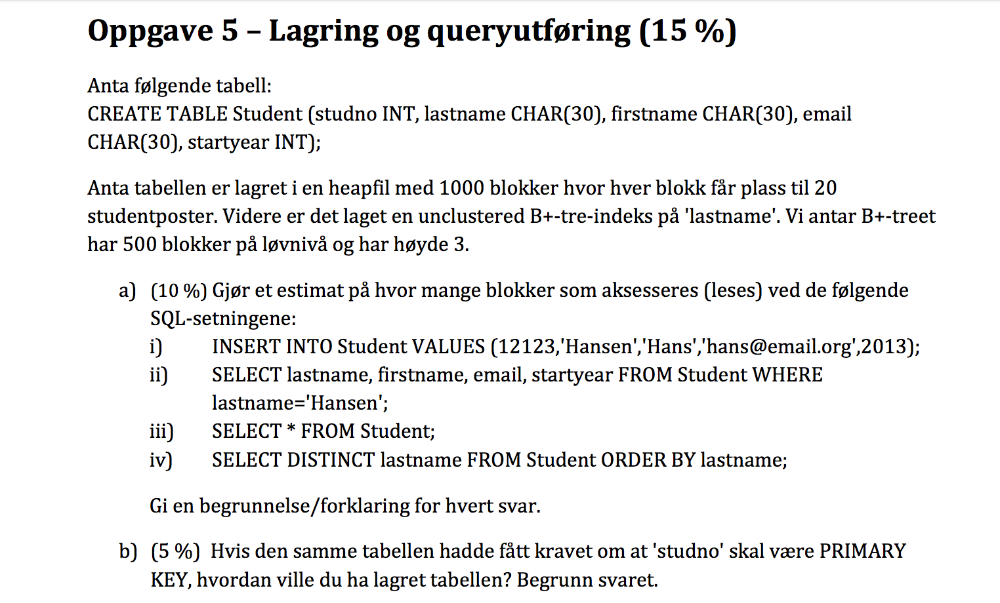 Oppgave 5 – Lagring og queryutføring (15 %)
Anta følgende tabell:
CREATE TABLE Student (studno INT, lastname CHAR(30), firstname CHAR(30), email
CHAR(30), startyear INT);
Anta tabellen er lagret i en heapfil med 1000 blokker hvor hver blokk får plass til 20
studentposter. Videre er det laget en unclustered B+-tre-indeks på 'lastname'. Vi antar B+-treet
har 500 blokker på løvnivå og har høyde 3.
a) (10 %) Gjør et estimat på hvor mange blokker som aksesseres (leses) ved de følgende
SQL-setningene:
i) INSERT INTO Student VALUES (12123,'Hansen','Hans','hans@email.org',2013);
ii) SELECT lastname, firstname, email, startyear FROM Student WHERE
lastname='Hansen';
iii) SELECT * FROM Student;
iv) SELECT DISTINCT lastname FROM Student ORDER BY lastname;
Gi en begrunnelse/forklaring for hvert svar.
b) (5 %) Hvis den samme tabellen hadde fått kravet om at 'studno' skal være PRIMARY
KEY, hvordan ville du ha lagret tabellen? Begrunn svaret.